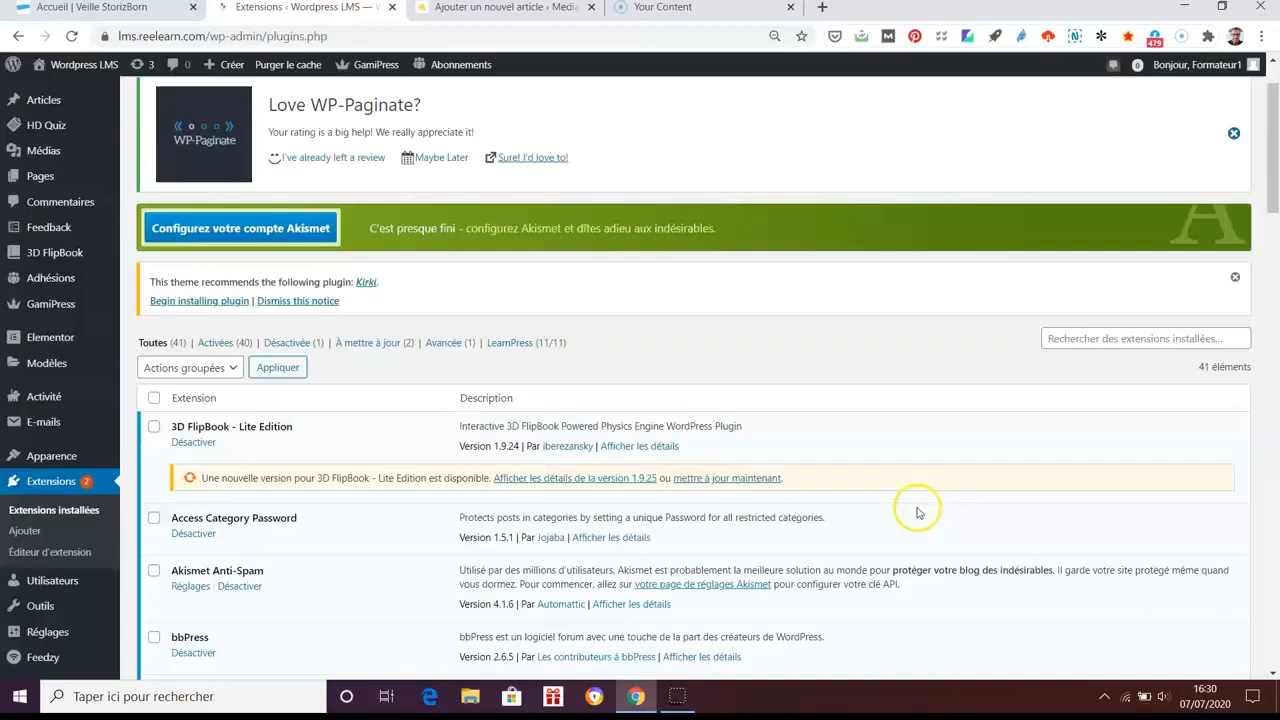 Accueil | Veille StorizBorn
Extensions ‹ Wordpress LMS —
Ajouter un nouvel article ‹ Media
Your Content
lms.reelearn.com/wp-admin/plugins.php
479
Wordpress LMS
3
0
Créer
Purger le cache
GamiPress
Abonnements
0
Bonjour, Formateur1
Articles
HD Quiz
Médias
Pages
Commentaires
Feedback
3D FlipBook
Adhésions
GamiPress
Elementor
Modèles
Activité
E-mails
Apparence
Extensions 2
Extensions installées
Ajouter
Éditeur d'extension
Utilisateurs
Outils
Réglages
Feedzy
WP-Paginate
Love WP-Paginate?
Your rating is a big help! We really appreciate it!
I've already left a review
Maybe Later
Sure! I'd love to!
Configurez votre compte Akismet
C'est presque fini - configurez Akismet et dîtes adieu aux indésirables.
A
This theme recommends the following plugin: Kirki.
Begin installing plugin | Dismiss this notice
Toutes (41) | Activées (40) | Désactivée (1) | À mettre à jour (2) | Avancée (1) | LearnPress (11/11)
Rechercher des extensions installées...
Actions groupées
Appliquer
41 éléments
Extension
Description
3D FlipBook - Lite Edition
Désactiver
Interactive 3D FlipBook Powered Physics Engine WordPress Plugin
Version 1.9.24 | Par iberezansky | Afficher les détails
Une nouvelle version pour 3D FlipBook - Lite Edition est disponible. Afficher les détails de la version 1.9.25 ou mettre à jour maintenant.
Access Category Password
Désactiver
Protects posts in categories by setting a unique Password for all restricted categories.
Version 1.5.1 | Par Jojaba | Afficher les détails
Akismet Anti-Spam
Réglages | Désactiver
Utilisé par des millions d'utilisateurs, Akismet est probablement la meilleure solution au monde pour protéger votre blog des indésirables. Il garde votre site protégé même quand
vous dormez. Pour commencer, allez sur votre page de réglages Akismet pour configurer votre clé API.
Version 4.1.6 | Par Automattic | Afficher les détails
bbPress
Désactiver
bbPress est un logiciel forum avec une touche de la part des créateurs de WordPress.
Version 2.6.5 | Par Les contributeurs à bbPress | Afficher les détails
Taper ici pour rechercher
16:30
07/07/2020